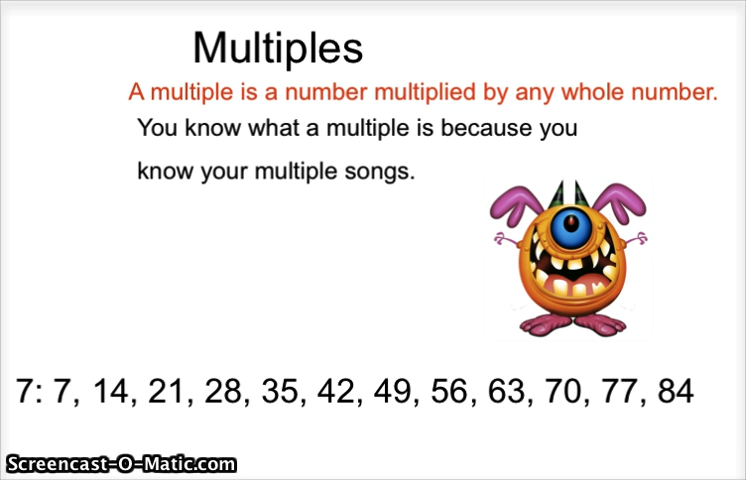 Multiples
A multiple is a number multiplied by any whole number.
You know what a multiple is because you
know your multiple songs.
7: 7, 14, 21, 28, 35, 42, 49, 56, 63, 70, 77, 84
Screencast-O-Matic.com